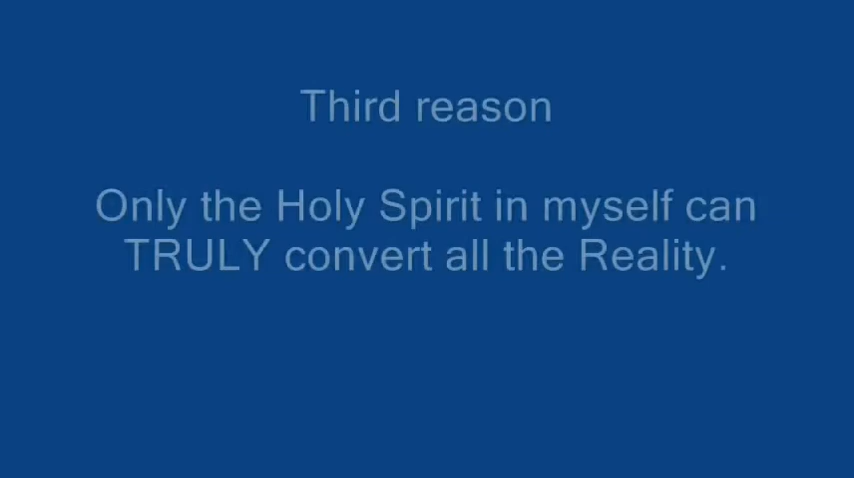 Third reason
Only the Holy Spirit in myself can
TRULY convert all the Reality.